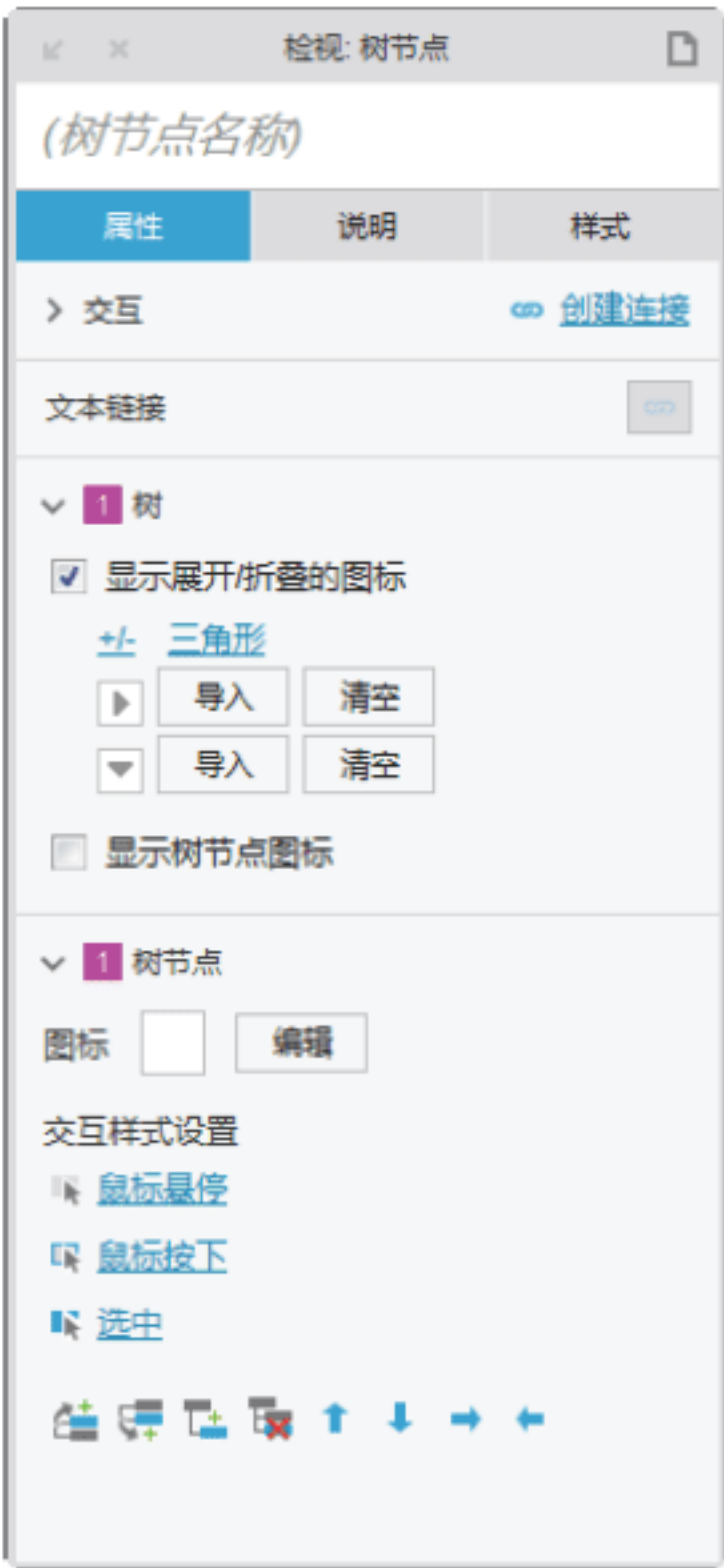 检视: 树节点
(树节点名称)
属性 说明 样式
交互 创建连接
文本链接
1 树
显示展开/折叠的图标
+/- 三角形
导入 清空
导入 清空
显示树节点图标
1 树节点
图标 编辑
交互样式设置
鼠标悬停
鼠标按下
选中